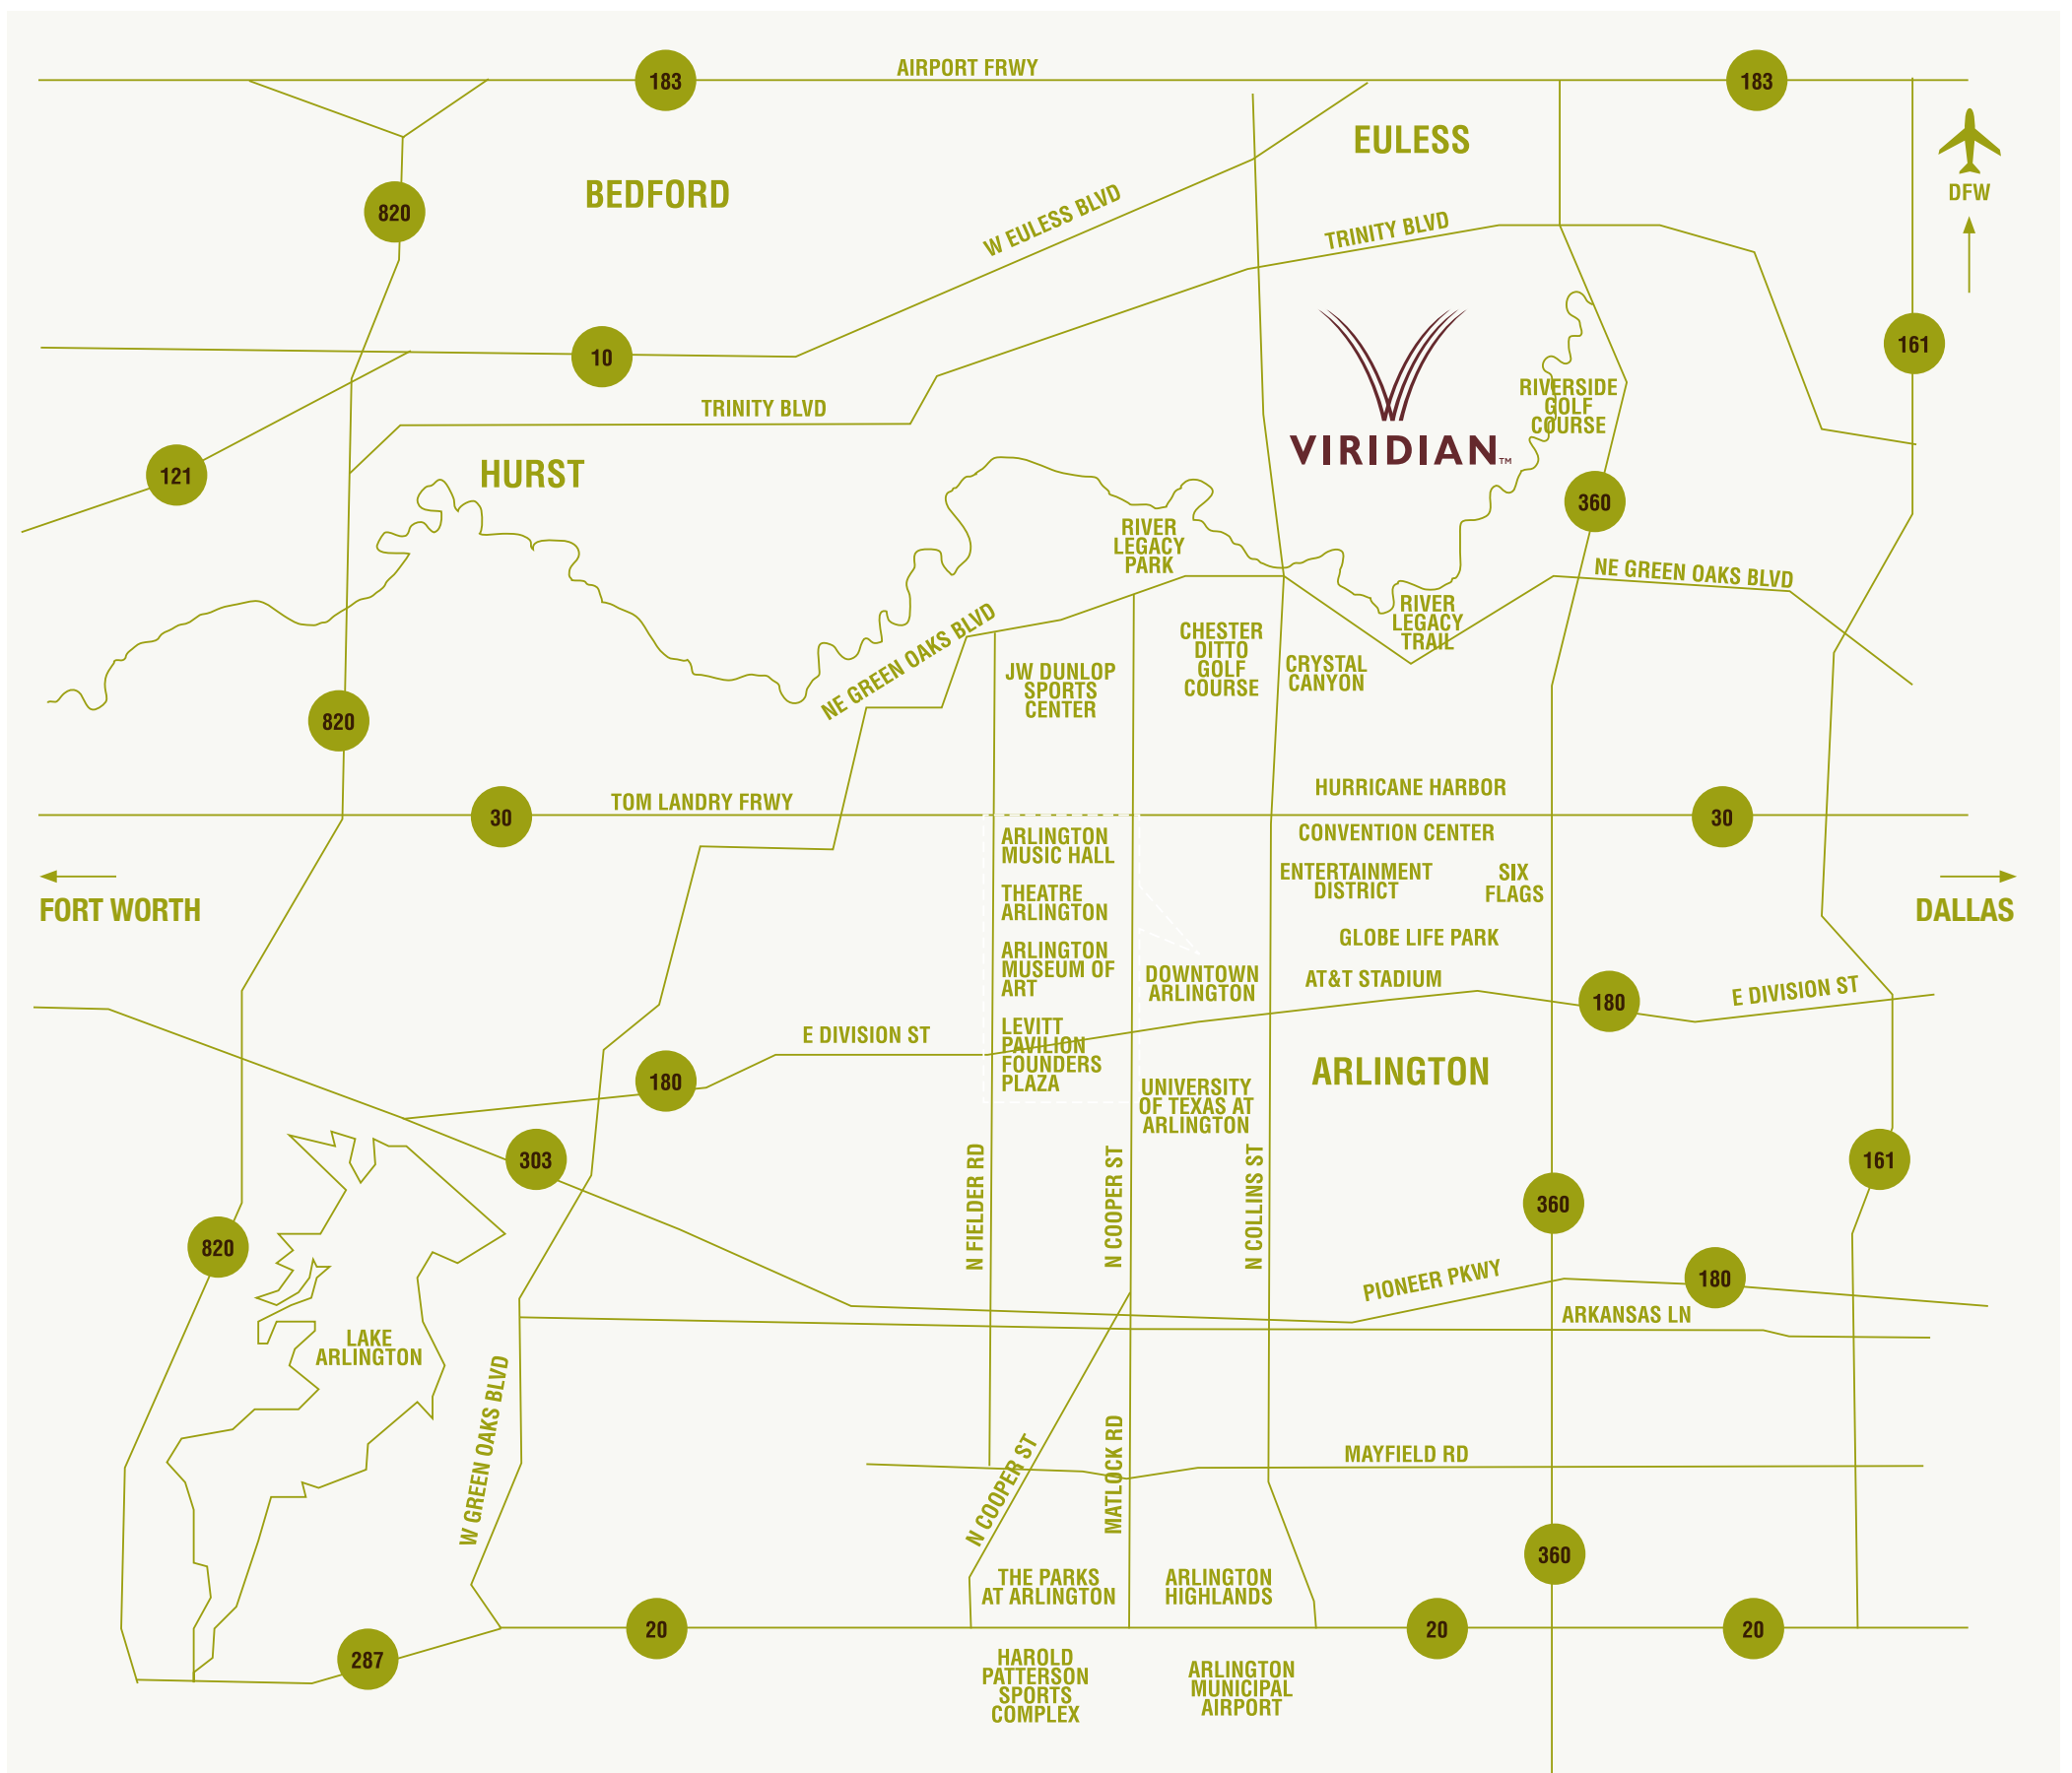 AIRPORT FRWY
183
183
EULESS
BEDFORD
820
DFW
W EULESS BLVD
TRINITY BLVD
161
10
TRINITY BLVD
RIVERSIDE
GOLF
COURSE
VIRIDIAN™
121
HURST
360
RIVER
LEGACY
PARK
NE GREEN OAKS BLVD
RIVER
LEGACY
TRAIL
NE GREEN OAKS BLVD
CHESTER
DITTO
GOLF
COURSE
CRYSTAL
CANYON
JW DUNLOP
SPORTS
CENTER
820
HURRICANE HARBOR
TOM LANDRY FRWY
30
30
ARLINGTON
MUSIC HALL
CONVENTION CENTER
ENTERTAINMENT
DISTRICT
SIX
FLAGS
FORT WORTH
DALLAS
THEATRE
ARLINGTON
GLOBE LIFE PARK
ARLINGTON
MUSEUM OF
ART
DOWNTOWN
ARLINGTON
AT&T STADIUM
180
E DIVISION ST
LEVITT
PAVILION
FOUNDERS
PLAZA
E DIVISION ST
180
ARLINGTON
UNIVERSITY
OF TEXAS AT
ARLINGTON
303
161
N FIELDER RD
N COOPER ST
N COLLINS ST
360
820
PIONEER PKWY
180
ARKANSAS LN
LAKE
ARLINGTON
W GREEN OAKS BLVD
MAYFIELD RD
N COOPER ST
MATLOCK RD
360
THE PARKS
AT ARLINGTON
ARLINGTON
HIGHLANDS
20
20
20
287
HAROLD
PATTERSON
SPORTS
COMPLEX
ARLINGTON
MUNICIPAL
AIRPORT